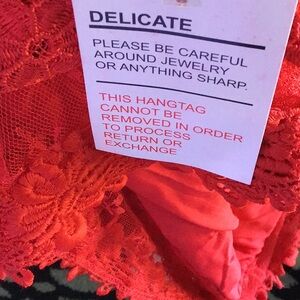 DELICATE
PLEASE BE CAREFUL
AROUND JEWELRY
OR ANYTHING SHARP.
THIS HANGTAG
CANNOT BE
REMOVED IN ORDER
TO PROCESS
RETURN OR
EXCHANGE